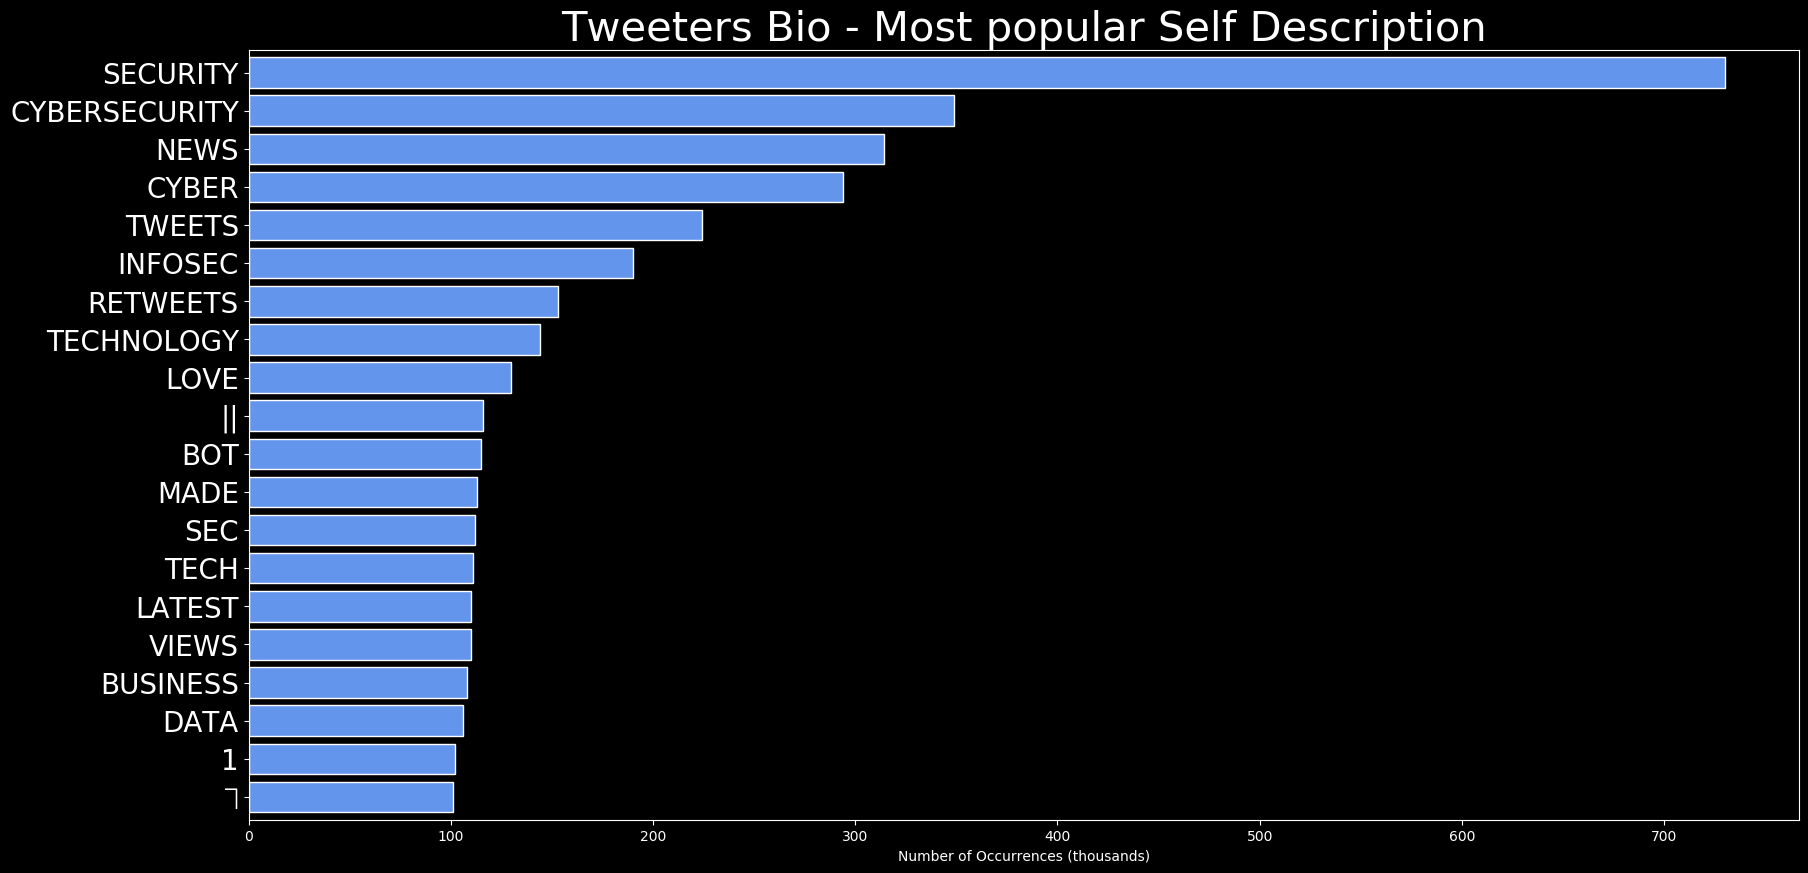 Tweeters Bio - Most popular Self Description
SECURITY
CYBERSECURITY
NEWS
CYBER
TWEETS
INFOSEC
RETWEETS
TECHNOLOGY
LOVE
||
BOT
MADE
SEC
TECH
LATEST
VIEWS
BUSINESS
DATA
1
0 100 200 300 400 500 600 700
Number of Occurrences (thousands)